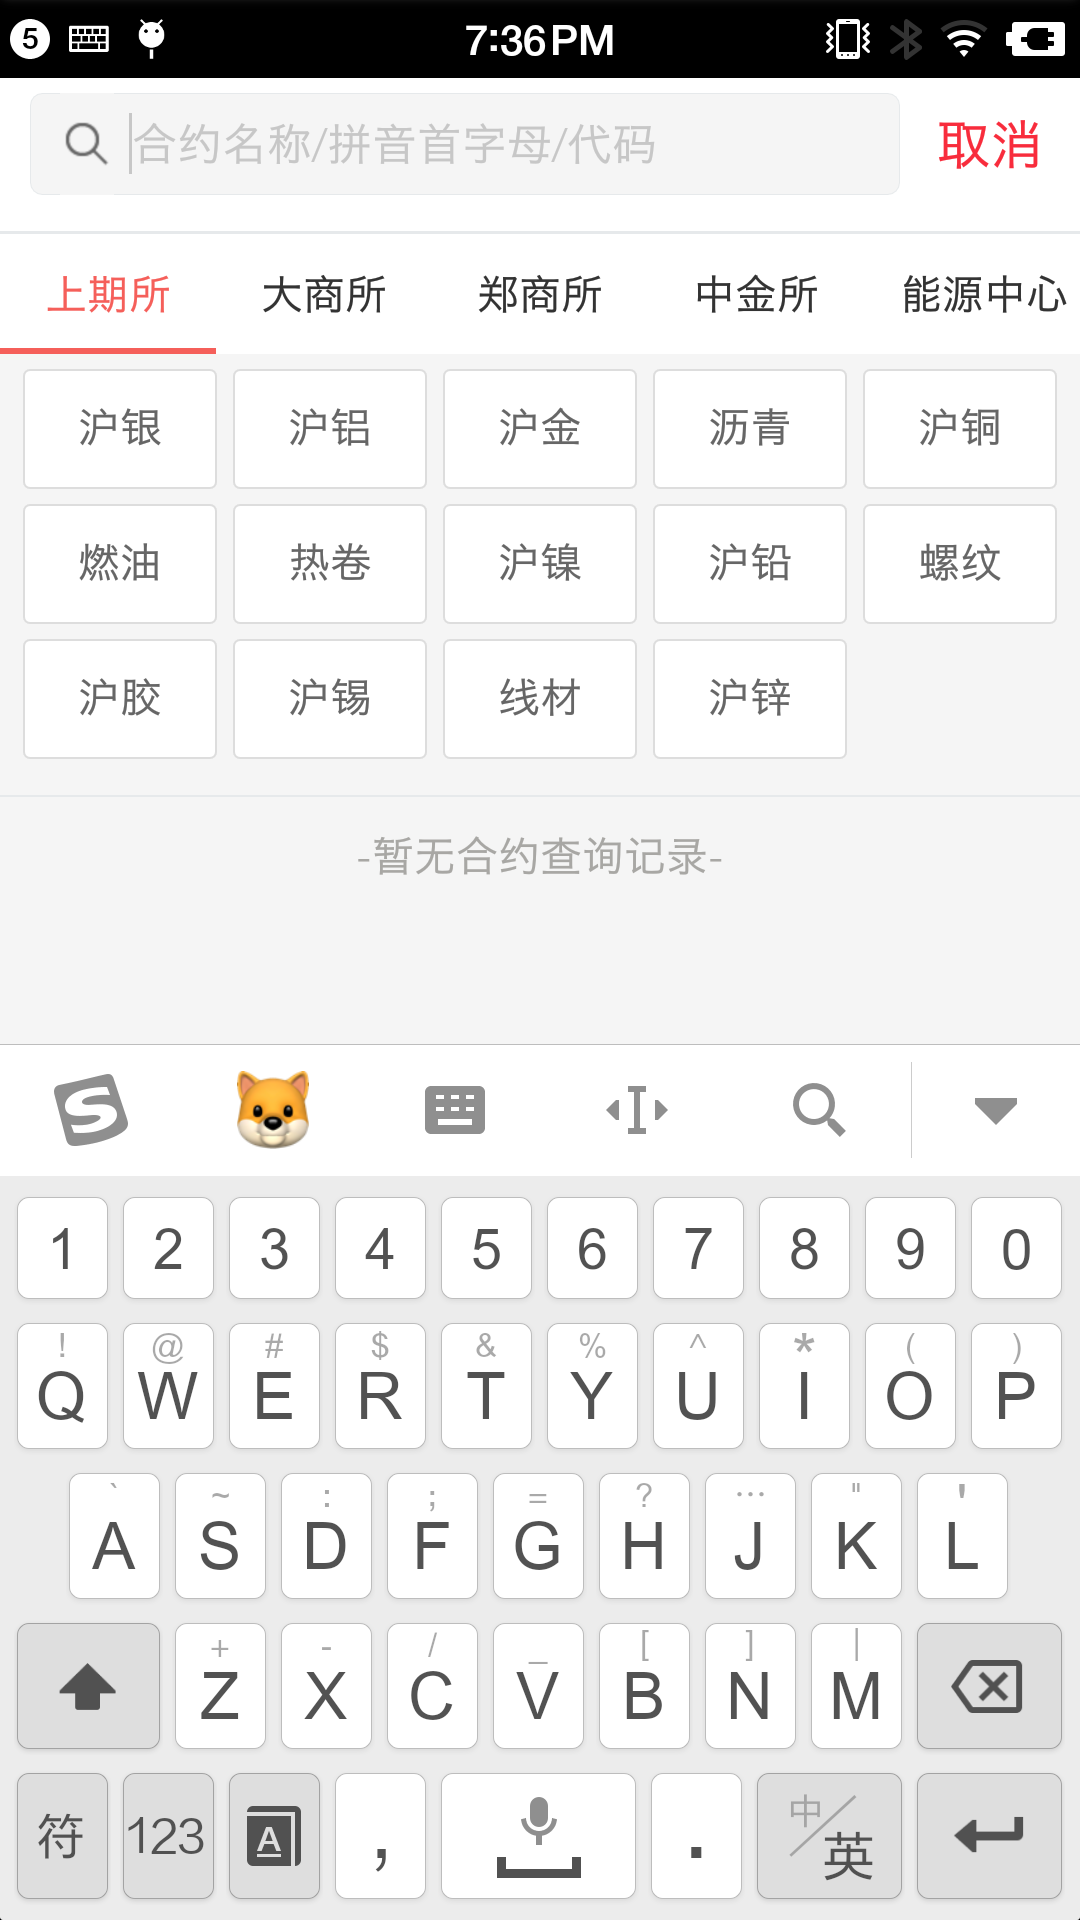 5 7:36 PM
合约名称/拼音首字母/代码 取消
上期所 大商所 郑商所 中金所 能源中心
沪银 沪铝 沪金 沥青 沪铜
燃油 热卷 沪镍 沪铅 螺纹
沪胶 沪锡 线材 沪锌
-暂无合约查询记录-
S
1 2 3 4 5 6 7 8 9 0
! @ # $ & % ^ * ( )
Q W E R T Y U I O P
` ~ : ; = ? … " '
A S D F G H J K L
+ - / _ [ ] |
Z X C V B N M
符 123 A , . 中/英